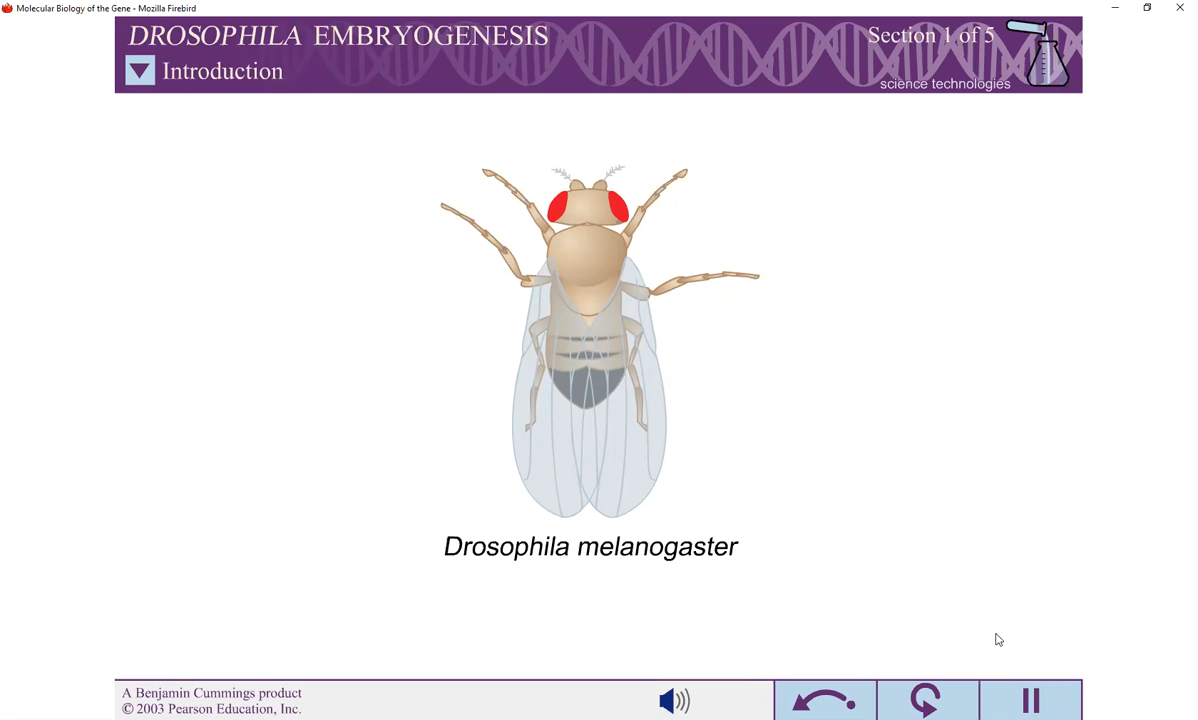 Molecular Biology of the Gene - Mozilla Firebird
DROSOPHILA EMBRYOGENESIS
Section 1 of 5
Introduction
science technologies
Drosophila melanogaster
A Benjamin Cummings product
© 2003 Pearson Education, Inc.